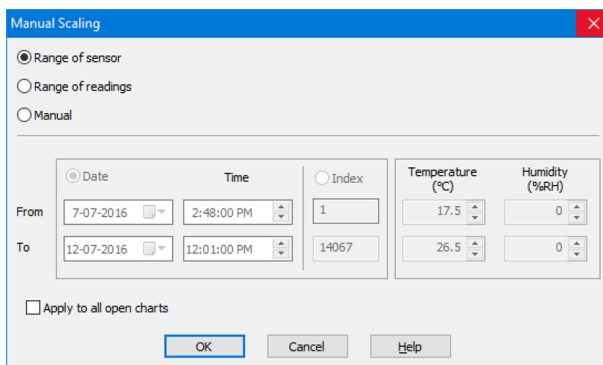 Manual Scaling
Range of sensor
Range of readings
Manual
Date Time Index Temperature (°C) Humidity (%RH)
From 7-07-2016 2:48:00 PM 1 17.5 0
To 12-07-2016 12:01:00 PM 14067 26.5 0
Apply to all open charts
OK Cancel Help